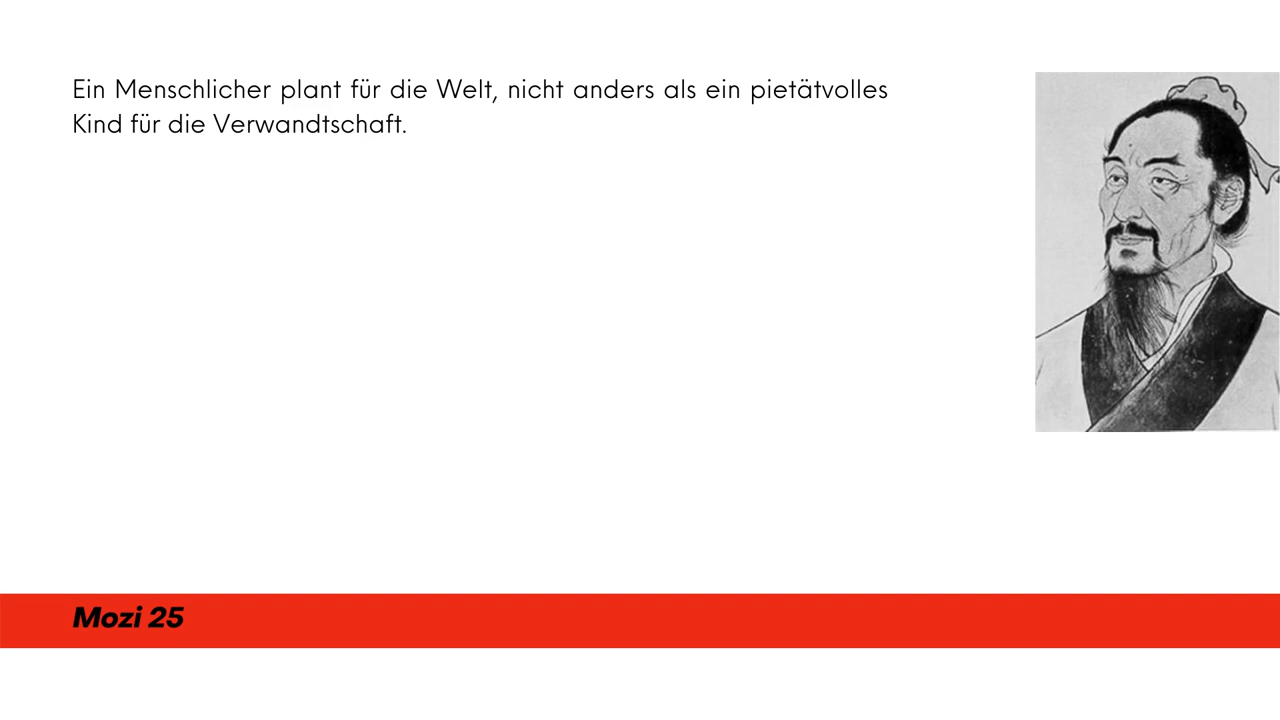 Ein Menschlicher plant für die Welt, nicht anders als ein pietätvolles
Kind für die Verwandtschaft.
Mozi 25